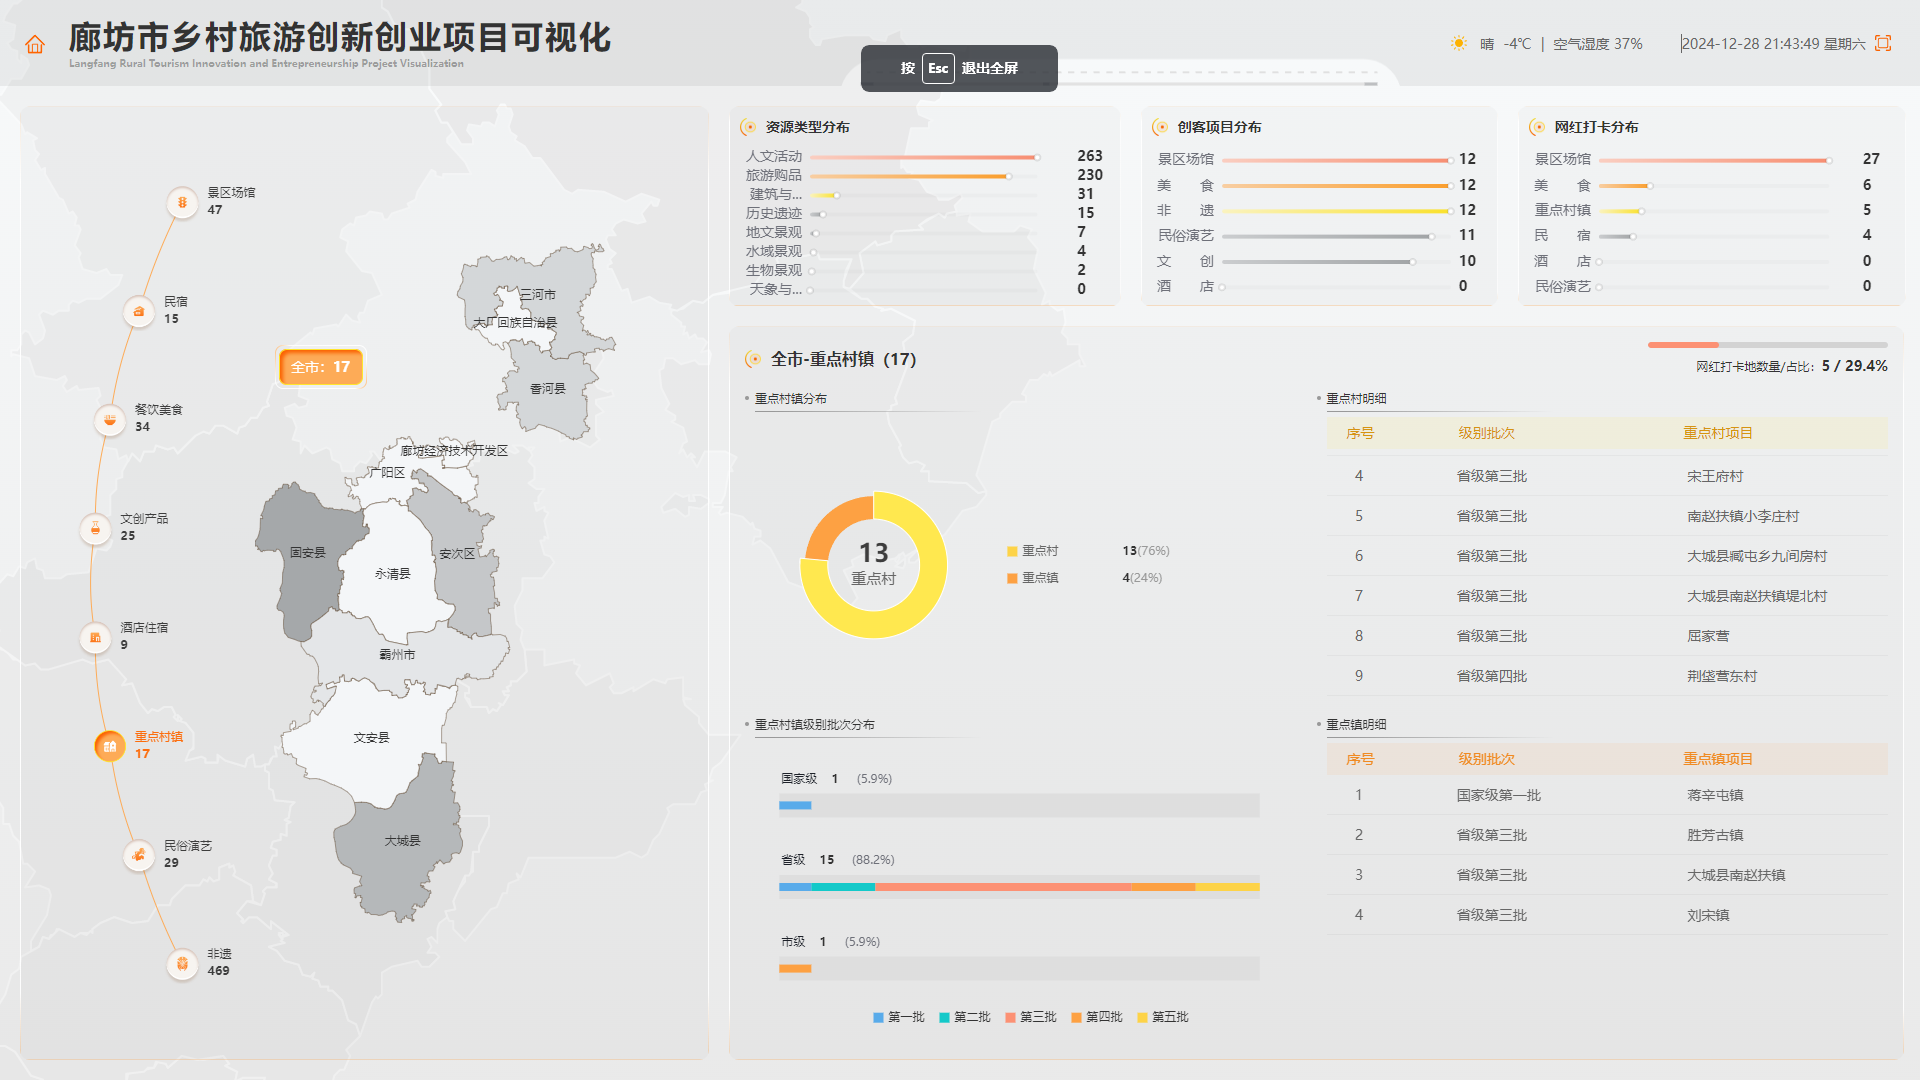 廊坊市乡村旅游创新创业项目可视化
Langfang Rural Tourism Innovation and Entrepreneurship Project Visualization
按 Esc 退出全屏
晴 -4℃ | 空气湿度 37%
2024-12-28 21:43:49 星期六
景区场馆
47
民宿
15
餐饮美食
34
文创产品
25
酒店住宿
9
重点村镇
17
民俗演艺
29
非遗
469
全市：17
三河市
大厂回族自治县
香河县
廊坊经济技术开发区
广阳区
固安县
安次区
永清县
霸州市
文安县
大城县
资源类型分布
人文活动 263
旅游购品 230
建筑与... 31
历史遗迹 15
地文景观 7
水域景观 4
生物景观 2
天象与... 0
创客项目分布
景区场馆 12
美 食 12
非 遗 12
民俗演艺 11
文 创 10
酒 店 0
网红打卡分布
景区场馆 27
美 食 6
重点村镇 5
民 宿 4
酒 店 0
民俗演艺 0
全市-重点村镇（17）
网红打卡地数量/占比：5 / 29.4%
重点村镇分布
13
重点村
重点村 13(76%)
重点镇 4(24%)
重点村镇级别批次分布
国家级 1 (5.9%)
省级 15 (88.2%)
市级 1 (5.9%)
第一批 第二批 第三批 第四批 第五批
重点村明细
序号 级别批次 重点村项目
4 省级第三批 宋王府村
5 省级第三批 南赵扶镇小李庄村
6 省级第三批 大城县臧屯乡九间房村
7 省级第三批 大城县南赵扶镇堤北村
8 省级第三批 屈家营
9 省级第四批 荆垡营东村
重点镇明细
序号 级别批次 重点镇项目
1 国家级第一批 蒋辛屯镇
2 省级第三批 胜芳古镇
3 省级第三批 大城县南赵扶镇
4 省级第三批 刘宋镇